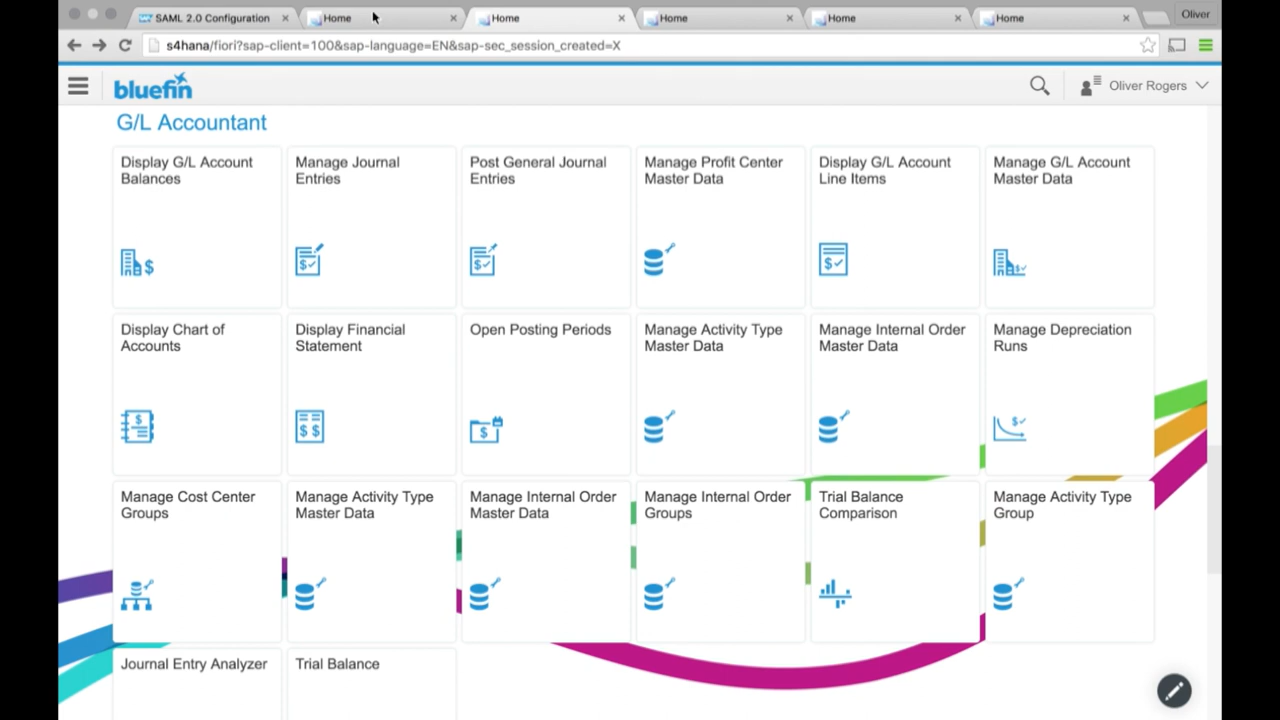 SAML 2.0 Configuration
Home
Home
Home
Home
Home
Oliver
s4hana/fiori?sap-client=100&sap-language=EN&sap-sec_session_created=X
bluefin
Oliver Rogers
G/L Accountant
Display G/L Account
Balances
Manage Journal
Entries
Post General Journal
Entries
Manage Profit Center
Master Data
Display G/L Account
Line Items
Manage G/L Account
Master Data
Display Chart of
Accounts
Display Financial
Statement
Open Posting Periods
Manage Activity Type
Master Data
Manage Internal Order
Master Data
Manage Depreciation
Runs
Manage Cost Center
Groups
Manage Activity Type
Master Data
Manage Internal Order
Master Data
Manage Internal Order
Groups
Trial Balance
Comparison
Manage Activity Type
Group
Journal Entry Analyzer
Trial Balance